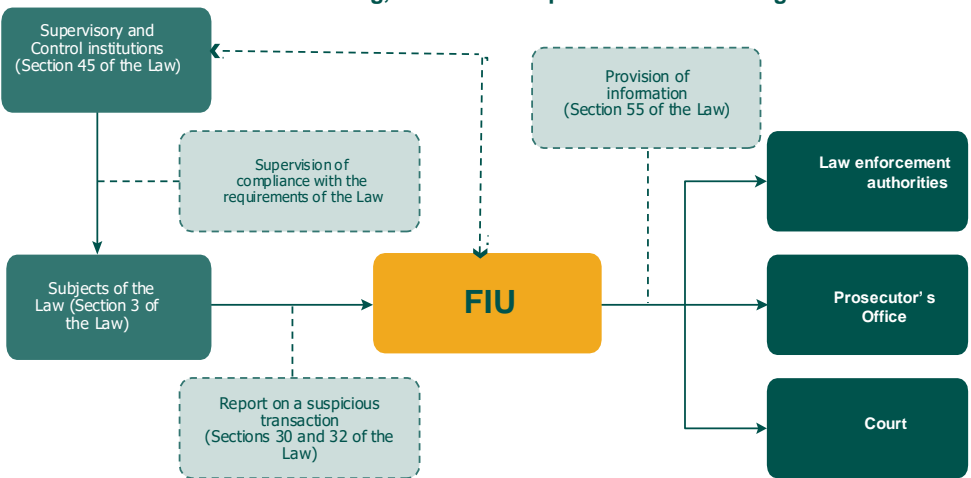 Supervisory and
Control institutions
(Section 45 of the Law)
Provision of
information
(Section 55 of the Law)
Supervision of
compliance with the
requirements of the Law
Law enforcement
authorities
Subjects of the
Law (Section 3 of
the Law)
FIU
Prosecutor's
Office
Report on a suspicious
transaction
(Sections 30 and 32 of the
Law)
Court